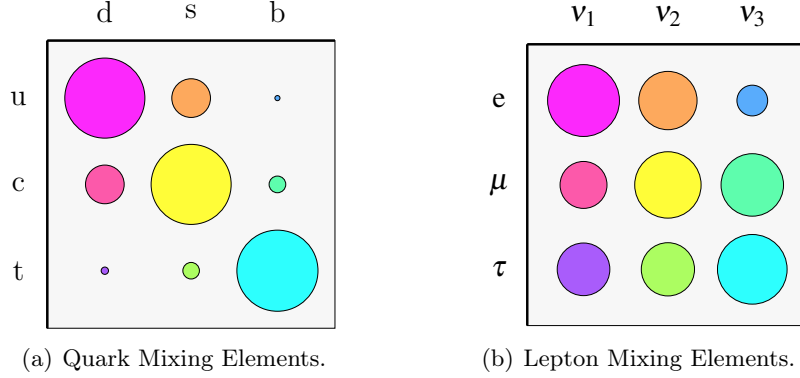 d s b
ν₁ ν₂ ν₃
u
c
t
e
μ
τ
(a) Quark Mixing Elements.
(b) Lepton Mixing Elements.